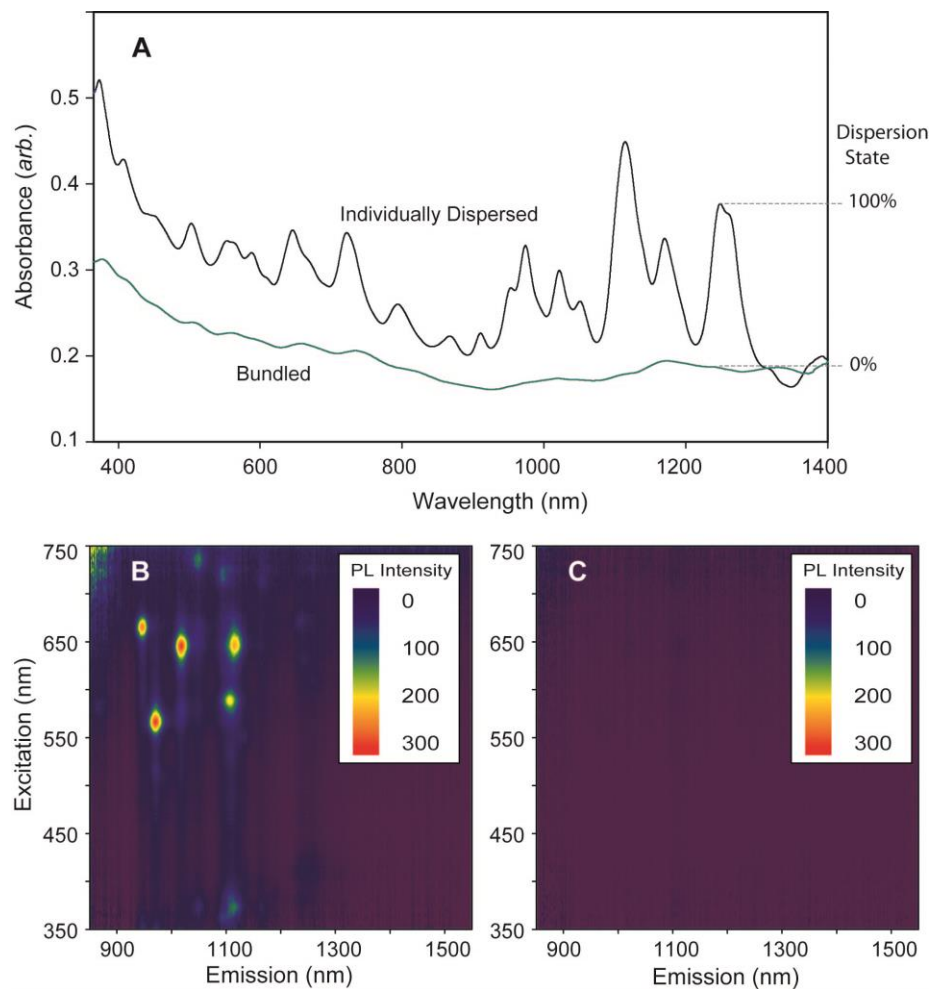 A
Absorbance (arb.)
0.5
0.4
0.3
0.2
0.1
Individually Dispersed
Bundled
Dispersion
State
100%
0%
400 600 800 1000 1200 1400
Wavelength (nm)
B
PL Intensity
0
100
200
300
Excitation (nm)
750
650
550
450
350
900 1100 1300 1500
Emission (nm)
C
PL Intensity
0
100
200
300
750
650
550
450
350
900 1100 1300 1500
Emission (nm)